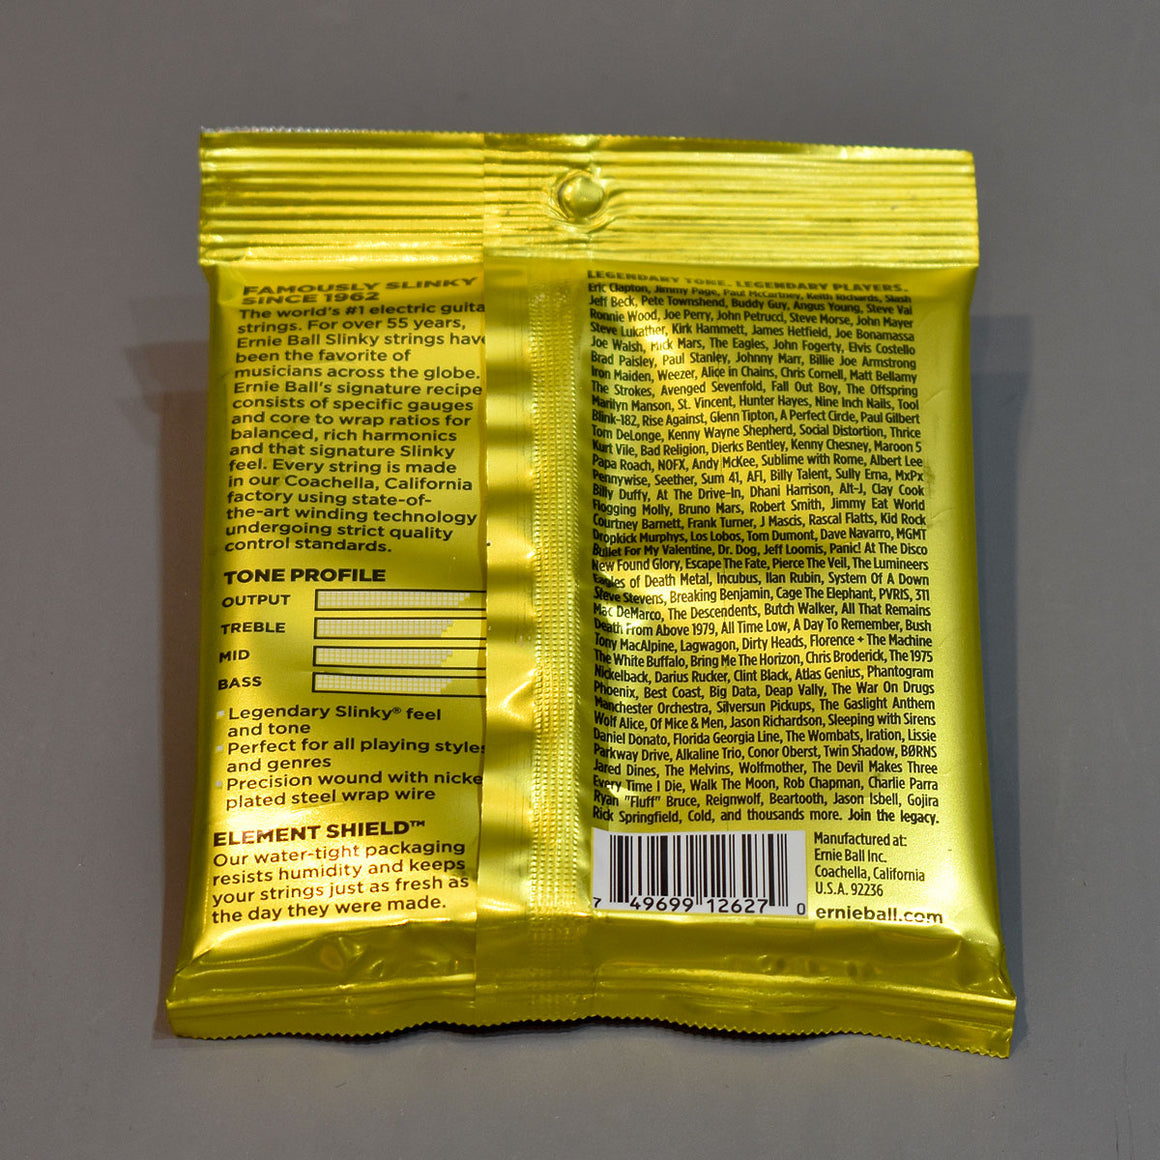 FAMOUSLY SLINKY
SINCE 1962
The world's #1 electric guita
strings. For over 55 years,
Ernie Ball Slinky strings have
been the favorite of
musicians across the globe.
Ernie Ball's signature recipe
consists of specific gauges
and core to wrap ratios for
balanced, rich harmonics
and that signature Slinky
feel. Every string is made
in our Coachella, California
factory using state-of-
the-art winding technology
undergoing strict quality
control standards.
TONE PROFILE
OUTPUT
TREBLE
MID
BASS
Legendary Slinky® feel
and tone
Perfect for all playing styles
and genres
Precision wound with nicke
plated steel wrap wire
ELEMENT SHIELD™
Our water-tight packaging
resists humidity and keeps
your strings just as fresh as
the day they were made.
LEGENDARY TONE. LEGENDARY PLAYERS.
Eric Clapton, Jimmy Page, Paul McCartney, Keith Richards, Slash
Jeff Beck, Pete Townshend, Buddy Guy, Angus Young, Steve Vai
Ronnie Wood, Joe Perry, John Petrucci, Steve Morse, John Mayer
Steve Lukather, Kirk Hammett, James Hetfield, Joe Bonamassa
Joe Walsh, Mick Mars, The Eagles, John Fogerty, Elvis Costello
Brad Paisley, Paul Stanley, Johnny Marr, Billie Joe Armstrong
Iron Maiden, Weezer, Alice in Chains, Chris Cornell, Matt Bellamy
The Strokes, Avenged Sevenfold, Fall Out Boy, The Offspring
Marilyn Manson, St. Vincent, Hunter Hayes, Nine Inch Nails, Tool
Blink-182, Rise Against, Glenn Tipton, A Perfect Circle, Paul Gilbert
Tom DeLonge, Kenny Wayne Shepherd, Social Distortion, Thrice
Kurt Vile, Bad Religion, Dierks Bentley, Kenny Chesney, Maroon 5
Papa Roach, NOFX, Andy McKee, Sublime with Rome, Albert Lee
Pennywise, Seether, Sum 41, AFI, Billy Talent, Sully Erna, MxPx
Billy Duffy, At The Drive-In, Dhani Harrison, Alt-J, Clay Cook
Flogging Molly, Bruno Mars, Robert Smith, Jimmy Eat World
Courtney Barnett, Frank Turner, J Mascis, Rascal Flatts, Kid Rock
Dropkick Murphys, Los Lobos, Tom Dumont, Dave Navarro, MGMT
Bullet For My Valentine, Dr. Dog, Jeff Loomis, Panic! At The Disco
New Found Glory, Escape The Fate, Pierce The Veil, The Lumineers
Eagles of Death Metal, Incubus, Ilan Rubin, System Of A Down
Steve Stevens, Breaking Benjamin, Cage The Elephant, PVRIS, 311
Mac DeMarco, The Descendents, Butch Walker, All That Remains
Death From Above 1979, All Time Low, A Day To Remember, Bush
Tony MacAlpine, Lagwagon, Dirty Heads, Florence + The Machine
The White Buffalo, Bring Me The Horizon, Chris Broderick, The 1975
Nickelback, Darius Rucker, Clint Black, Atlas Genius, Phantogram
Phoenix, Best Coast, Big Data, Deap Vally, The War On Drugs
Manchester Orchestra, Silversun Pickups, The Gaslight Anthem
Wolf Alice, Of Mice & Men, Jason Richardson, Sleeping with Sirens
Daniel Donato, Florida Georgia Line, The Wombats, Iration, Lissie
Parkway Drive, Alkaline Trio, Conor Oberst, Twin Shadow, BØRNS
Jared Dines, The Melvins, Wolfmother, The Devil Makes Three
Every Time I Die, Walk The Moon, Rob Chapman, Charlie Parra
Ryan "Fluff" Bruce, Reignwolf, Beartooth, Jason Isbell, Gojira
Rick Springfield, Cold, and thousands more. Join the legacy.
7 49699 12627 0
Manufactured at:
Ernie Ball Inc.
Coachella, California
U.S.A. 92236
ernieball.com